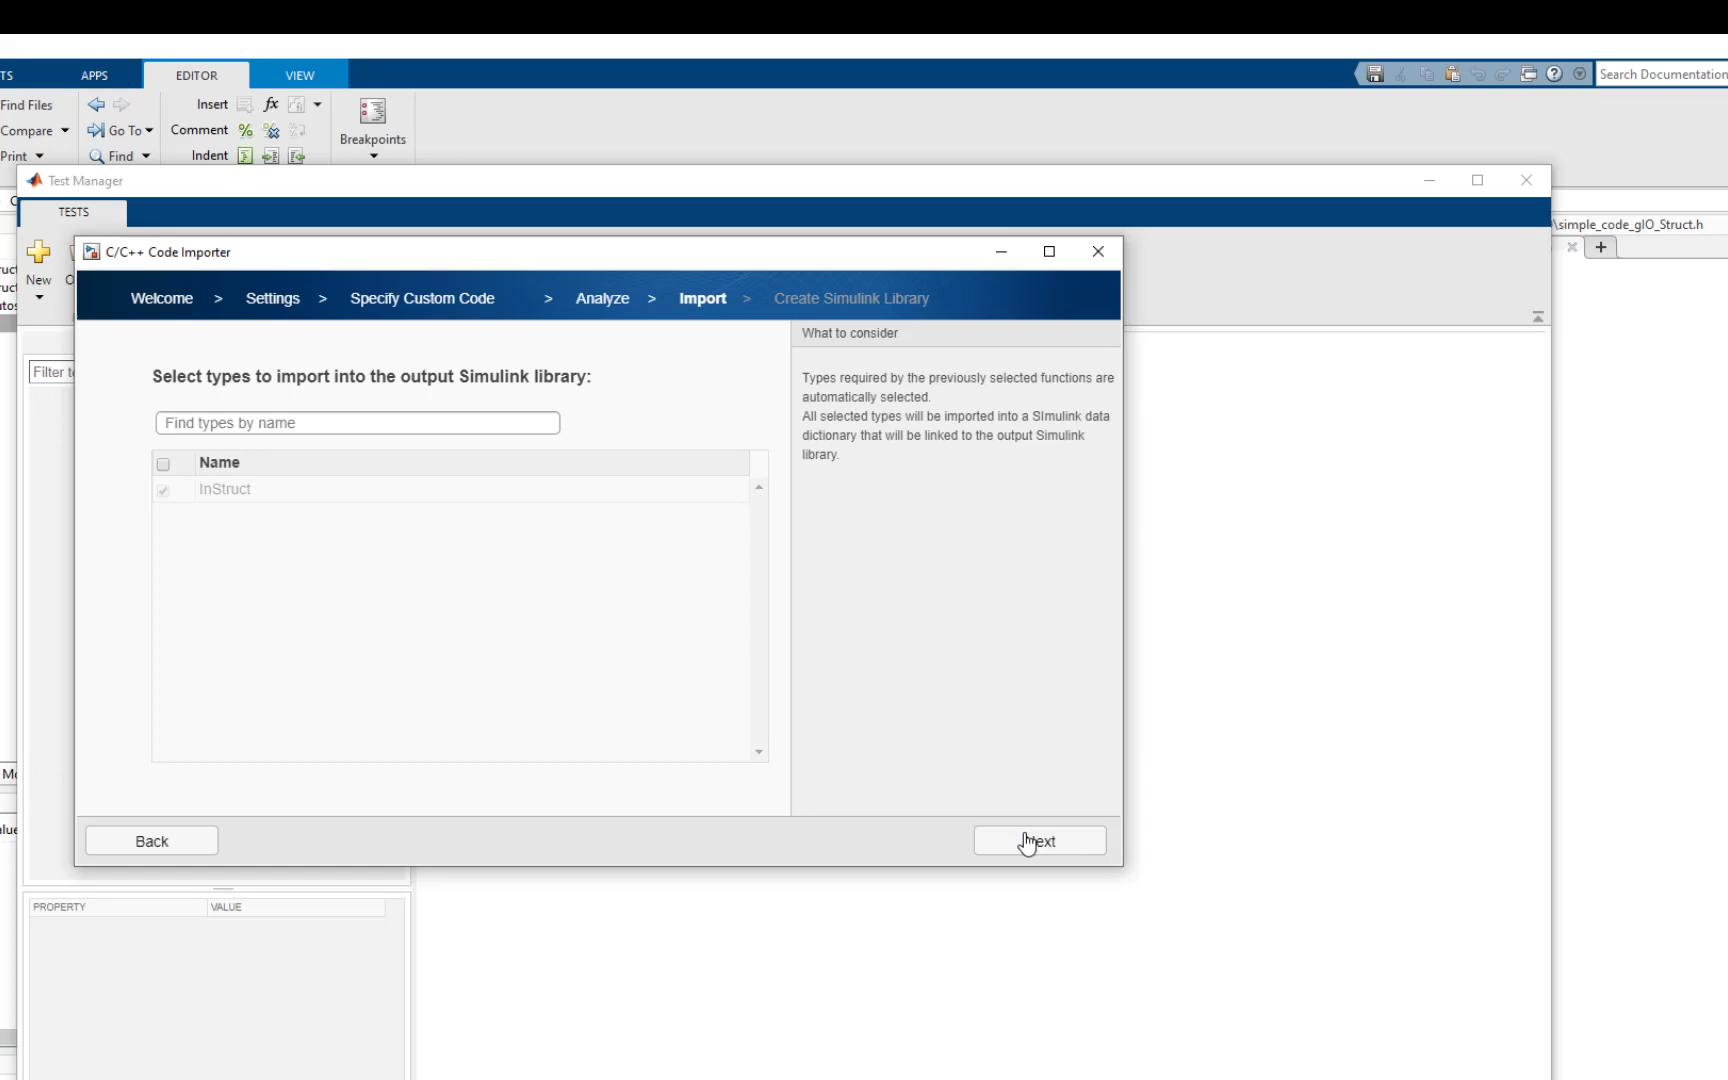 TS
APPS
EDITOR
VIEW
Search Documentation
Find Files
Insert
fx
Compare
Go To
Comment
Breakpoints
Print
Find
Indent
Test Manager
TESTS
\simple_code_gIO_Struct.h
C/C++ Code Importer
New
Welcome > Settings > Specify Custom Code > Analyze > Import > Create Simulink Library
What to consider
Filter
Select types to import into the output Simulink library:
Types required by the previously selected functions are
automatically selected.
All selected types will be imported into a SImulink data
dictionary that will be linked to the output Simulink
library.
Find types by name
Name
InStruct
Back
ext
PROPERTY
VALUE